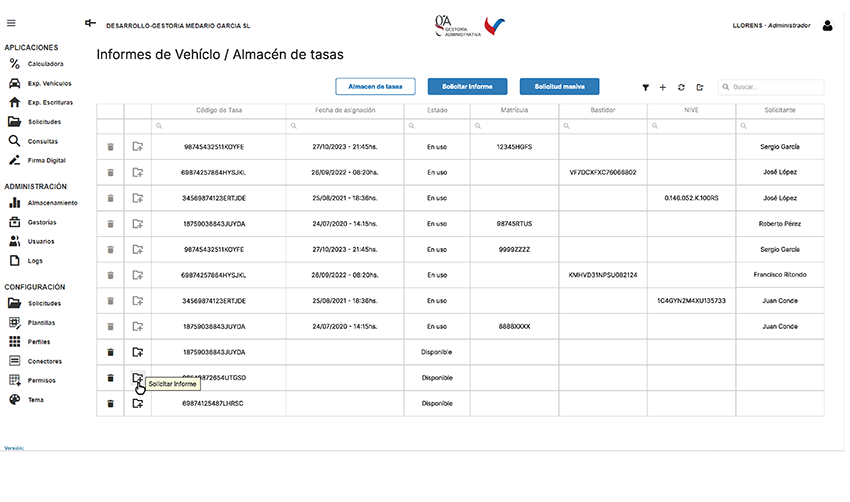 DESARROLLO-GESTORIA MEDARIO GARCIA SL
GA GESTORÍA ADMINISTRATIVA
LLORENS - Administrador
APLICACIONES
Calculadora
Exp. Vehículos
Exp. Escrituras
Solicitudes
Consultas
Firma Digital
ADMINISTRACIÓN
Almacenamiento
Gestorías
Usuarios
Logs
CONFIGURACIÓN
Solicitudes
Plantillas
Perfiles
Conectores
Permisos
Tema
Versión:
Informes de Vehíclo / Almacén de tasas
Almacen de tasas Solicitar Informe Solicitud masiva Buscar...
Código de Tasa Fecha de asignación Estado Matrícula Bastidor NIVE Solicitante
98745432511KOYFE 27/10/2023 - 21:45hs. En uso 12345HGFS Sergio García
69874257864HYSJKL 26/09/2022 - 08:20hs. En uso VF7DCXFXC76066802 José López
34569874123ERTJDE 25/08/2021 - 18:36hs. En uso 0.146.052.K.100RS José López
18759036843JUYDA 24/07/2020 - 14:15hs. En uso 98745RTUS Roberto Pérez
98745432511KOYFE 27/10/2023 - 21:45hs. En uso 9999ZZZZ Sergio García
69874257864HYSJKL 26/09/2022 - 08:20hs. En uso KMHVD31NPSU082124 Francisco Ritondo
34569874123ERTJDE 25/08/2021 - 18:36hs. En uso 1C4GYN2M4XU135733 Juan Conde
18759036843JUYDA 24/07/2020 - 14:15hs. En uso 8888XXXX Juan Conde
18759036843JUYDA Disponible
Solicitar Informe
Disponible
69874125487LHRSC Disponible